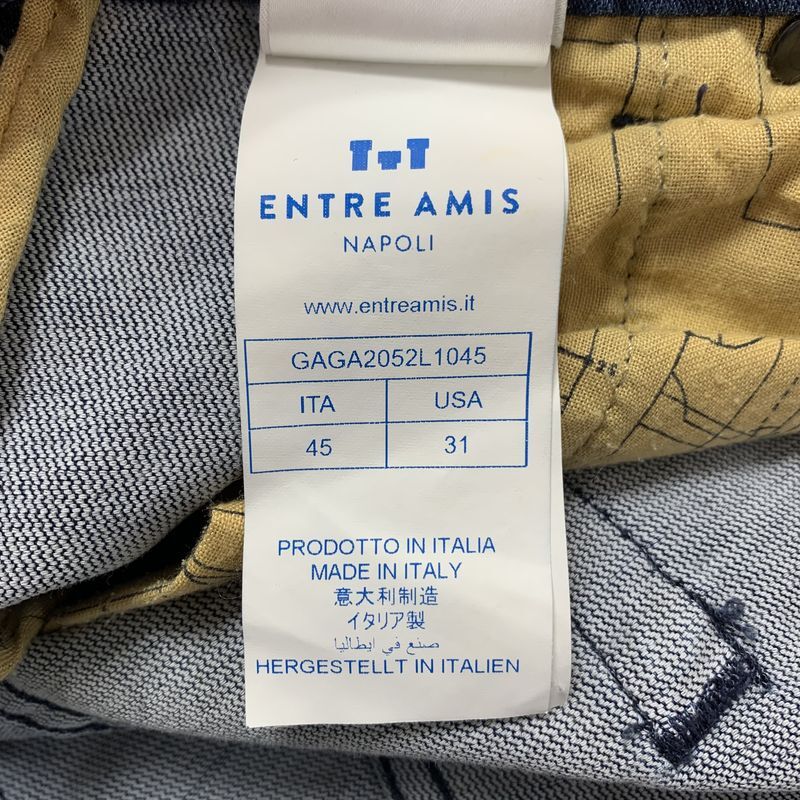 ENTRE AMIS
NAPOLI
www.entreamis.it
GAGA2052L1045
ITA USA
45 31
PRODOTTO IN ITALIA
MADE IN ITALY
意大利制造
イタリア製
صنع في ايطاليا
HERGESTELLT IN ITALIEN